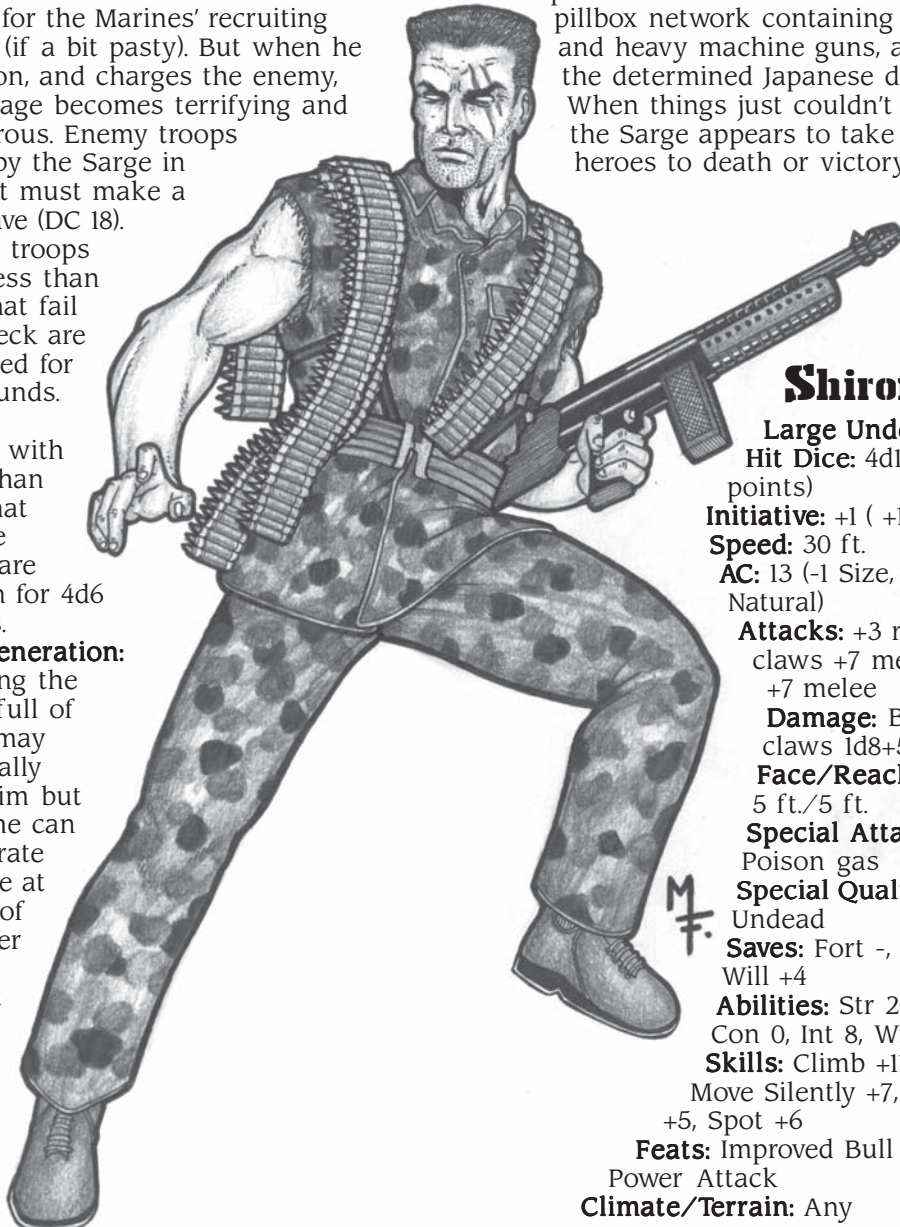 for the Marines' recruiting
(if a bit pasty). But when he
on, and charges the enemy,
age becomes terrifying and
rous. Enemy troops
by the Sarge in
t must make a
ve (DC 18).
troops
ess than
hat fail
eck are
ed for
unds.
with
han
hat
e
are
n for 4d6
s.
eneration:
ng the
full of
may
ally
im but
he can
rate
e at
of
er
pillbox network containing
and heavy machine guns, a
the determined Japanese d
When things just couldn't
the Sarge appears to take
heroes to death or victory
Shiro
Large Unde
Hit Dice: 4d1
points)
Initiative: +1 ( +1
Speed: 30 ft.
AC: 13 (-1 Size,
Natural)
Attacks: +3 r
claws +7 me
+7 melee
Damage: B
claws 1d8+5
Face/Reach
5 ft./5 ft.
Special Atta
Poison gas
Special Qual
Undead
Saves: Fort -,
Will +4
Abilities: Str 2
Con 0, Int 8, W
Skills: Climb +1
Move Silently +7,
+5, Spot +6
Feats: Improved Bull
Power Attack
Climate/Terrain: Any
MF.